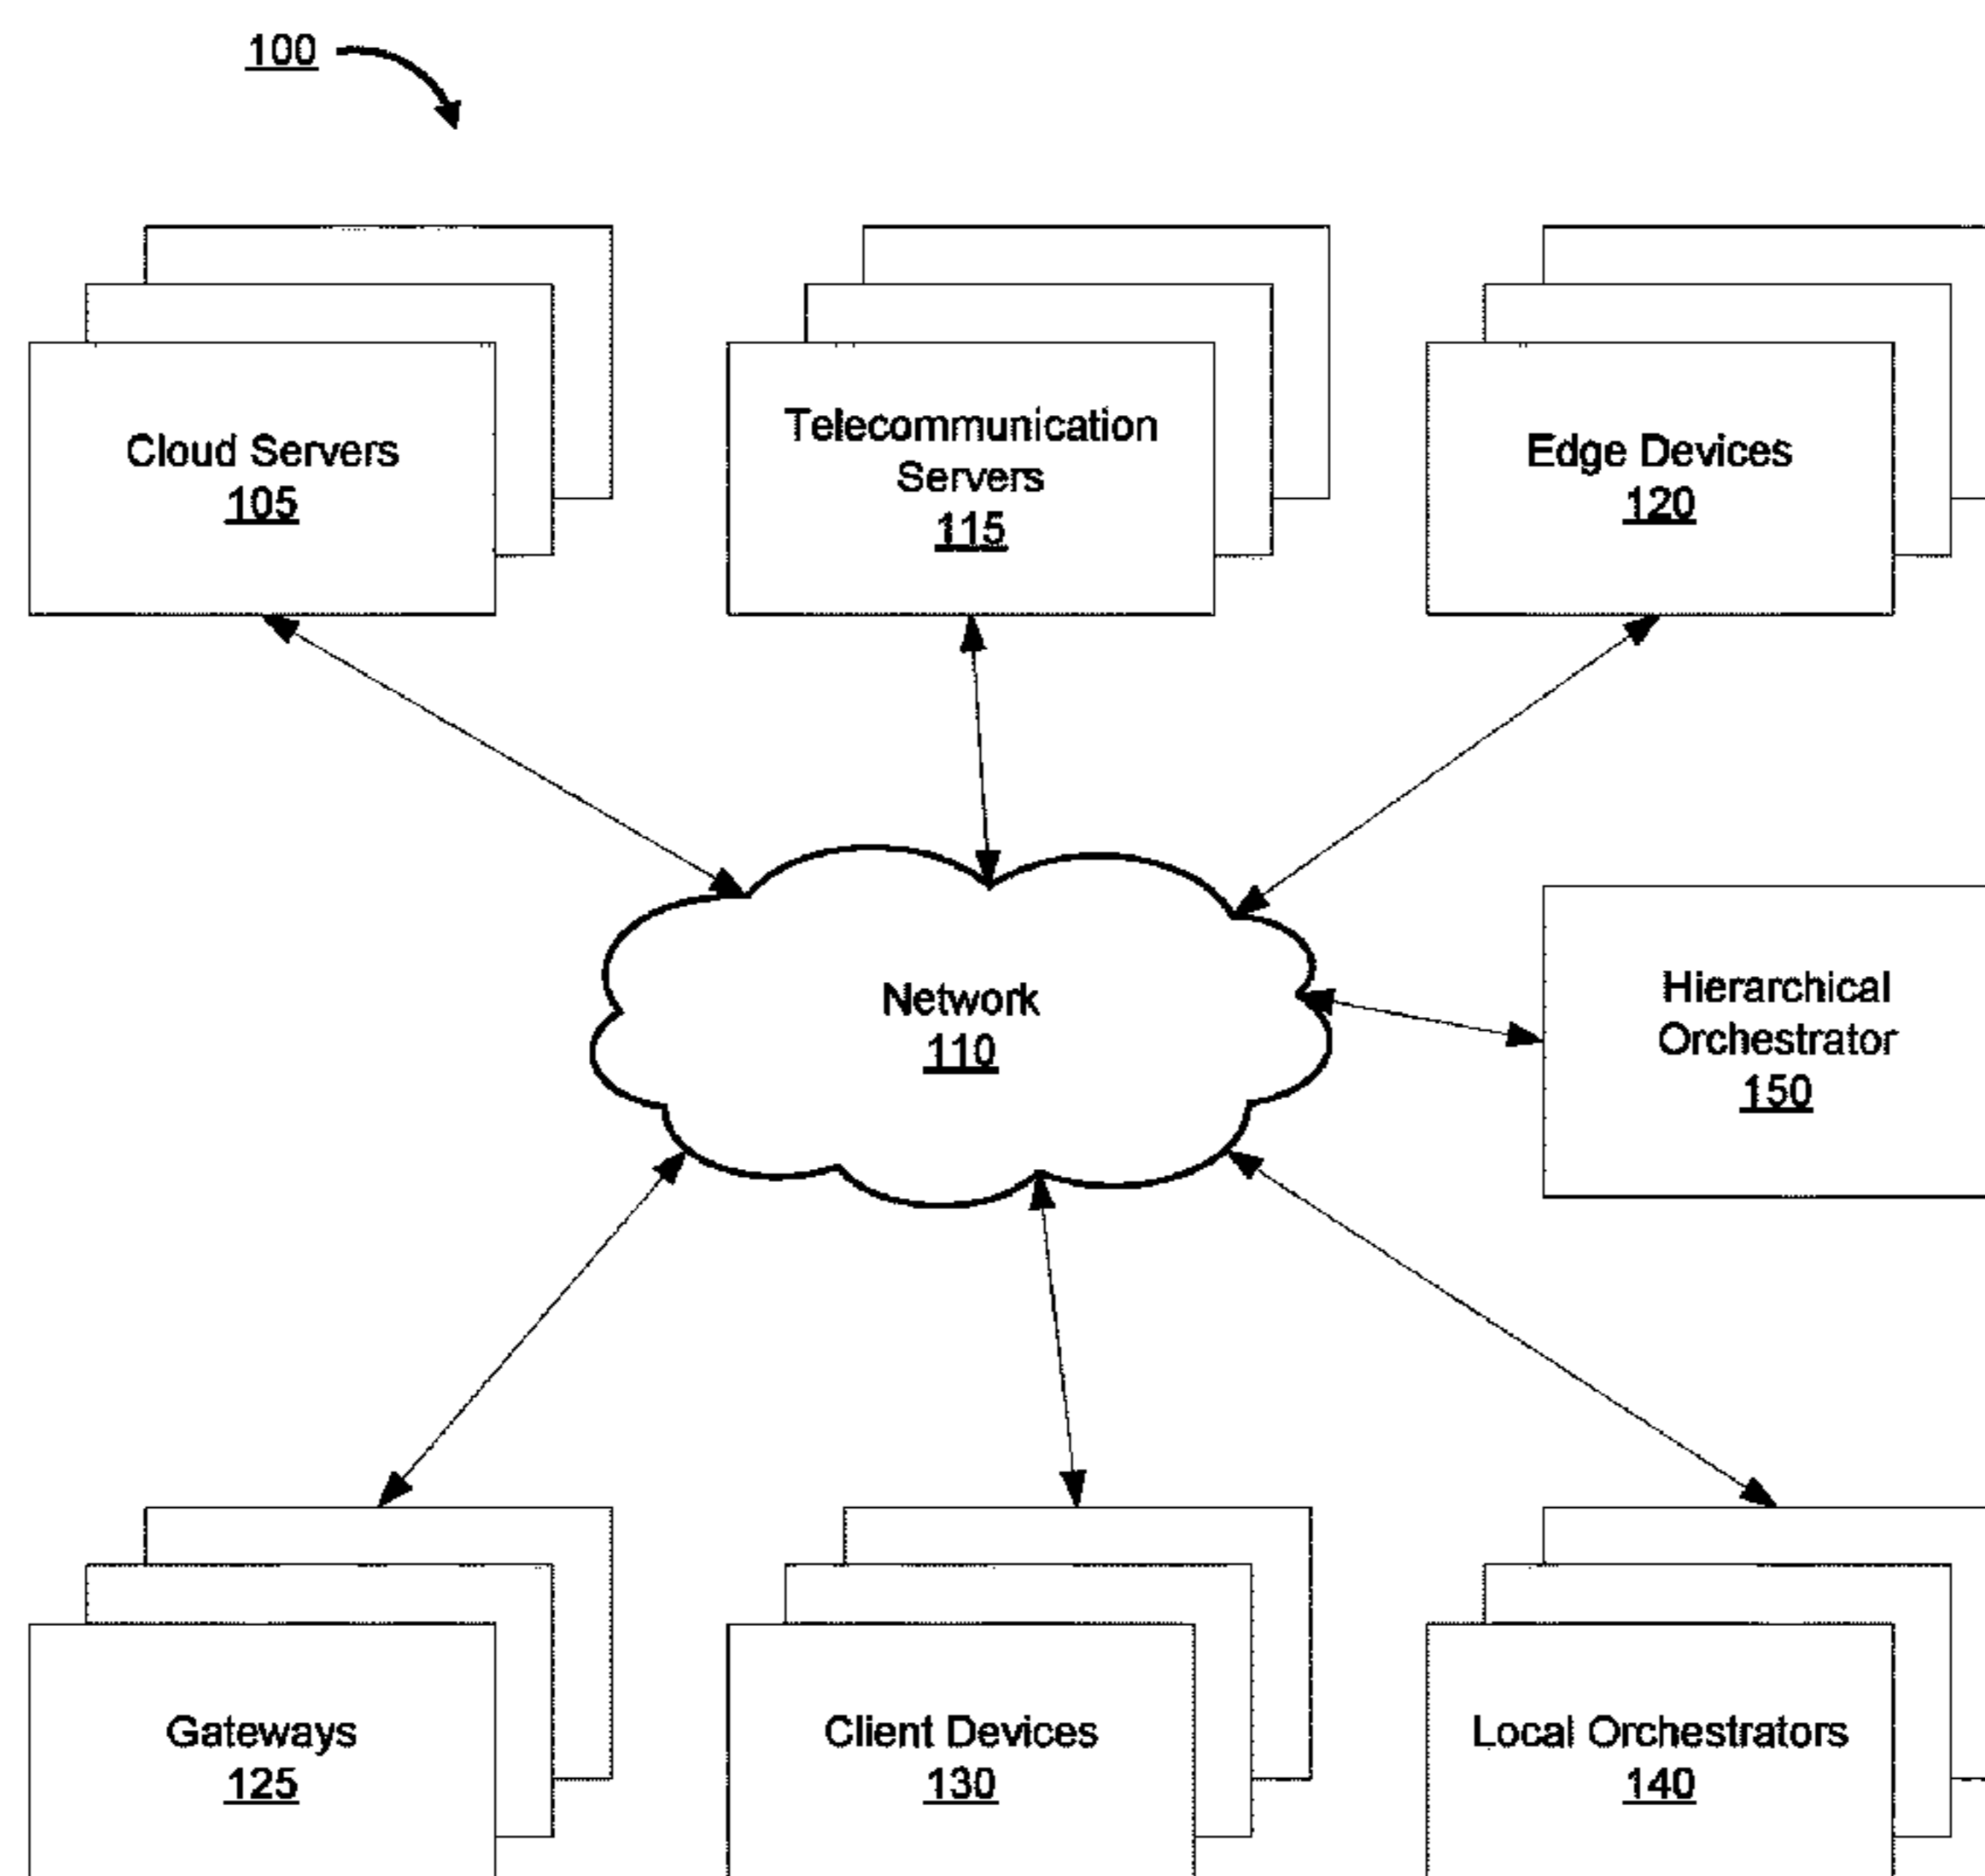 100
Cloud Servers
105
Telecommunication
Servers
115
Edge Devices
120
Network
110
Hierarchical
Orchestrator
150
Gateways
125
Client Devices
130
Local Orchestrators
140